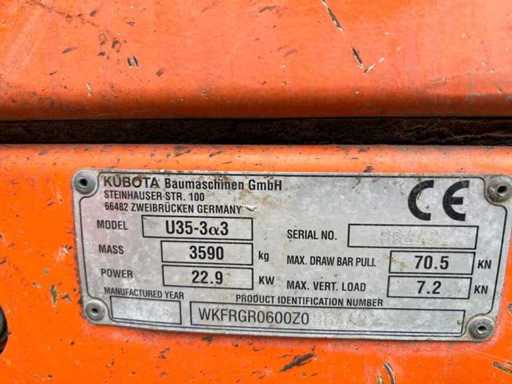 KUBOTA Baumaschinen GmbH
STEINHAUSER-STR. 100
66482 ZWEIBRÜCKEN GERMANY
MODEL U35-3α3 SERIAL NO.
MASS 3590 kg MAX. DRAW BAR PULL 70.5 KN
POWER 22.9 KW MAX. VERT. LOAD 7.2 KN
MANUFACTURED YEAR PRODUCT IDENTIFICATION NUMBER
WKFRGR0600Z0
CE